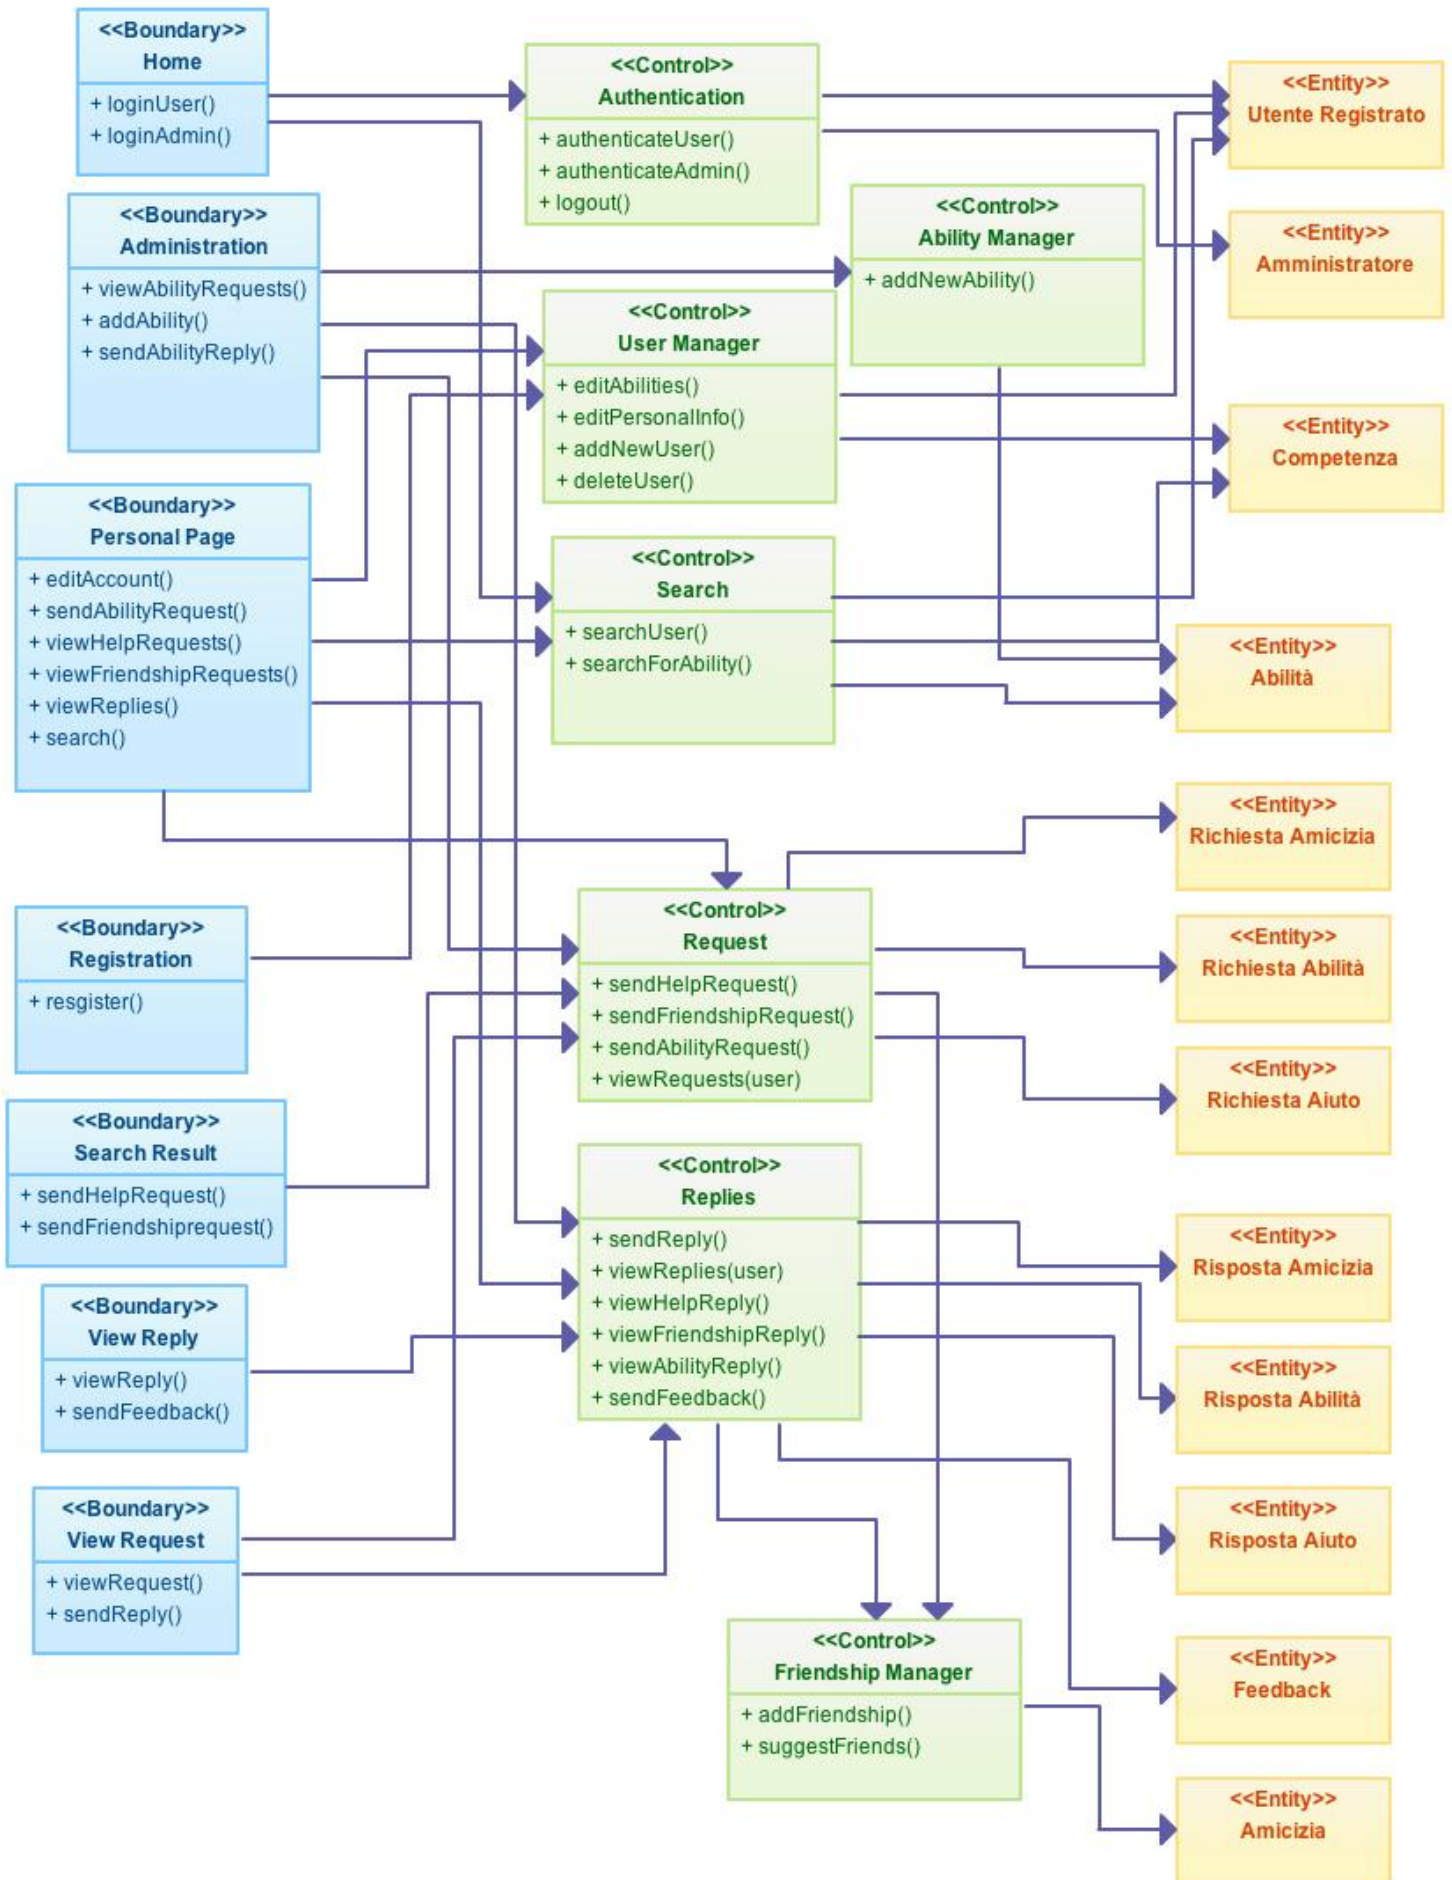 <<Boundary>>
Home
+ loginUser()
+ loginAdmin()
<<Boundary>>
Administration
+ viewAbilityRequests()
+ addAbility()
+ sendAbilityReply()
<<Boundary>>
Personal Page
+ editAccount()
+ sendAbilityRequest()
+ viewHelpRequests()
+ viewFriendshipRequests()
+ viewReplies()
+ search()
<<Boundary>>
Registration
+ resgister()
<<Boundary>>
Search Result
+ sendHelpRequest()
+ sendFriendshiprequest()
<<Boundary>>
View Reply
+ viewReply()
+ sendFeedback()
<<Boundary>>
View Request
+ viewRequest()
+ sendReply()
<<Control>>
Authentication
+ authenticateUser()
+ authenticateAdmin()
+ logout()
<<Control>>
Ability Manager
+ addNewAbility()
<<Control>>
User Manager
+ editAbilities()
+ editPersonalInfo()
+ addNewUser()
+ deleteUser()
<<Control>>
Search
+ searchUser()
+ searchForAbility()
<<Control>>
Request
+ sendHelpRequest()
+ sendFriendshipRequest()
+ sendAbilityRequest()
+ viewRequests(user)
<<Control>>
Replies
+ sendReply()
+ viewReplies(user)
+ viewHelpReply()
+ viewFriendshipReply()
+ viewAbilityReply()
+ sendFeedback()
<<Control>>
Friendship Manager
+ addFriendship()
+ suggestFriends()
<<Entity>>
Utente Registrato
<<Entity>>
Amministratore
<<Entity>>
Competenza
<<Entity>>
Abilità
<<Entity>>
Richiesta Amicizia
<<Entity>>
Richiesta Abilità
<<Entity>>
Richiesta Aiuto
<<Entity>>
Risposta Amicizia
<<Entity>>
Risposta Abilità
<<Entity>>
Risposta Aiuto
<<Entity>>
Feedback
<<Entity>>
Amicizia